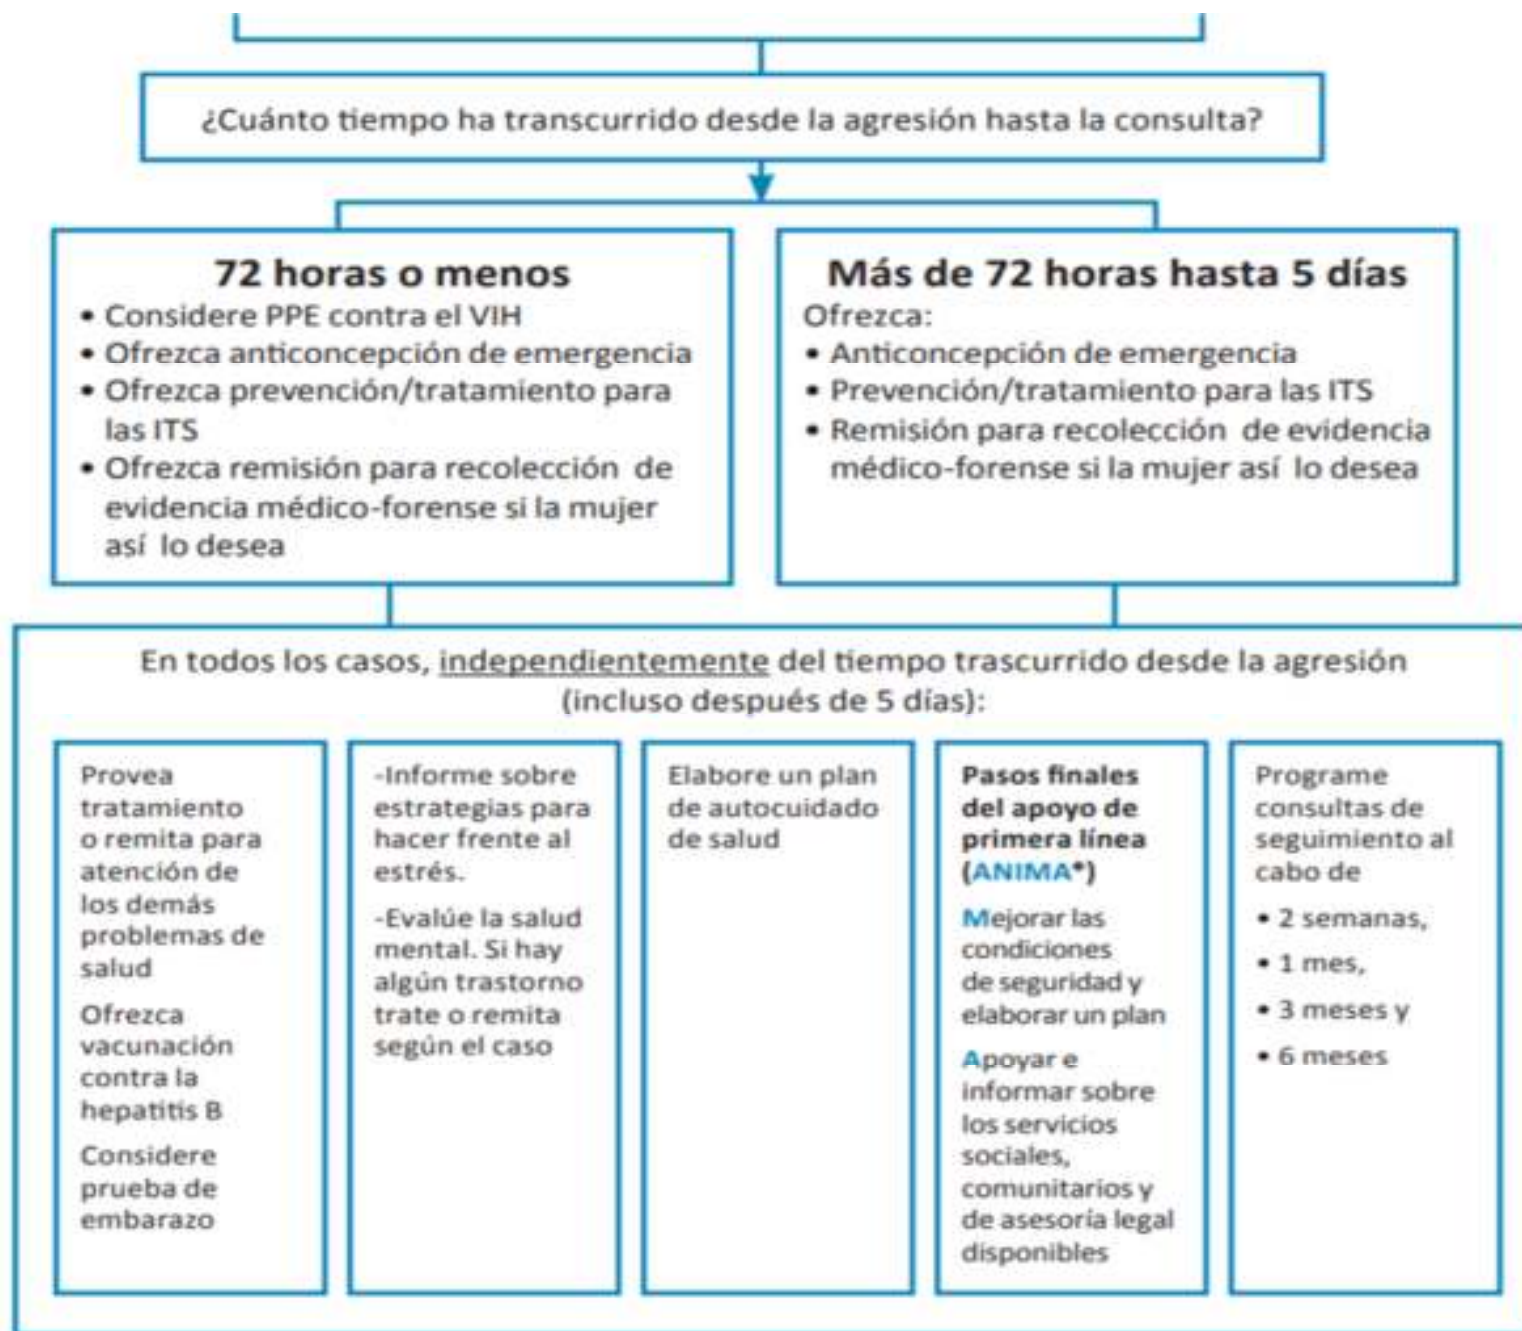 ¿Cuánto tiempo ha transcurrido desde la agresión hasta la consulta?
72 horas o menos
• Considere PPE contra el VIH
• Ofrezca anticoncepción de emergencia
• Ofrezca prevención/tratamiento para
las ITS
• Ofrezca remisión para recolección de
evidencia médico-forense si la mujer
así lo desea
Más de 72 horas hasta 5 días
Ofrezca:
• Anticoncepción de emergencia
• Prevención/tratamiento para las ITS
• Remisión para recolección de evidencia
médico-forense si la mujer así lo desea
En todos los casos, independientemente del tiempo trascurrido desde la agresión
(incluso después de 5 días):
Provea
tratamiento
o remita para
atención de
los demás
problemas de
salud
Ofrezca
vacunación
contra la
hepatitis B
Considere
prueba de
embarazo
-Informe sobre
estrategias para
hacer frente al
estrés.
-Evalúe la salud
mental. Si hay
algún trastorno
trate o remita
según el caso
Elabore un plan
de autocuidado
de salud
Pasos finales
del apoyo de
primera línea
(ANIMA*)
Mejorar las
condiciones
de seguridad y
elaborar un plan
Apoyar e
informar sobre
los servicios
sociales,
comunitarios y
de asesoría legal
disponibles
Programe
consultas de
seguimiento al
cabo de
• 2 semanas,
• 1 mes,
• 3 meses y
• 6 meses